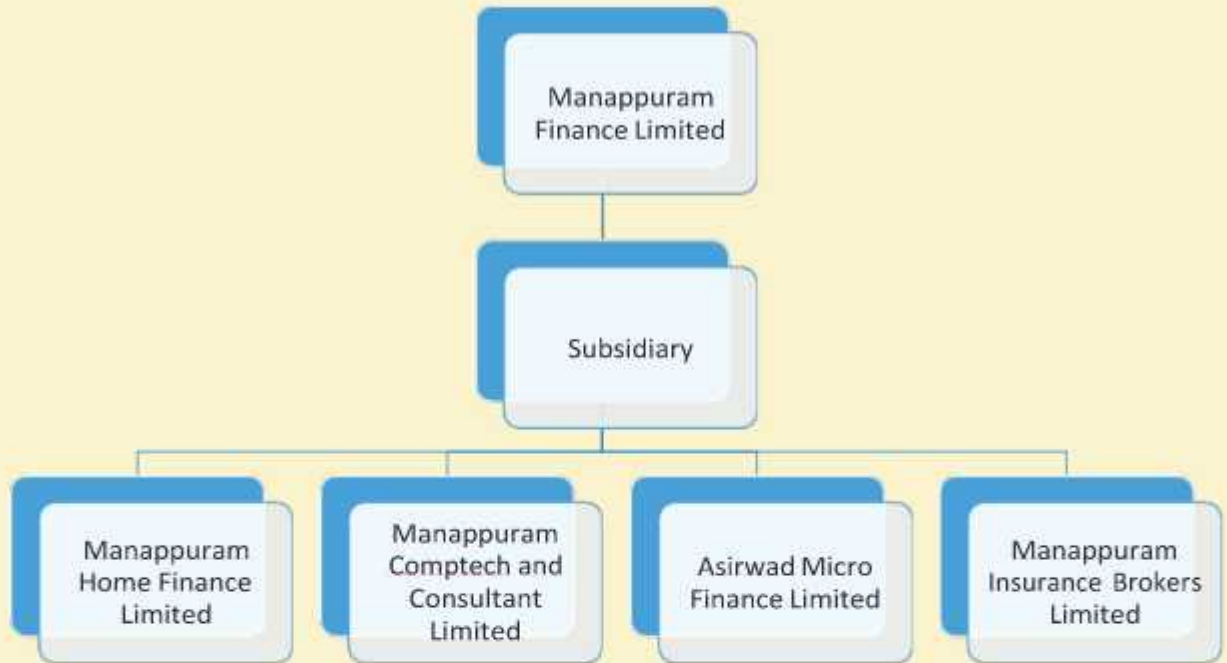 Manappuram
Finance Limited
Subsidiary
Manappuram
Home Finance
Limited
Manappuram
Comptech and
Consultant
Limited
Asirwad Micro
Finance Limited
Manappuram
Insurance Brokers
Limited